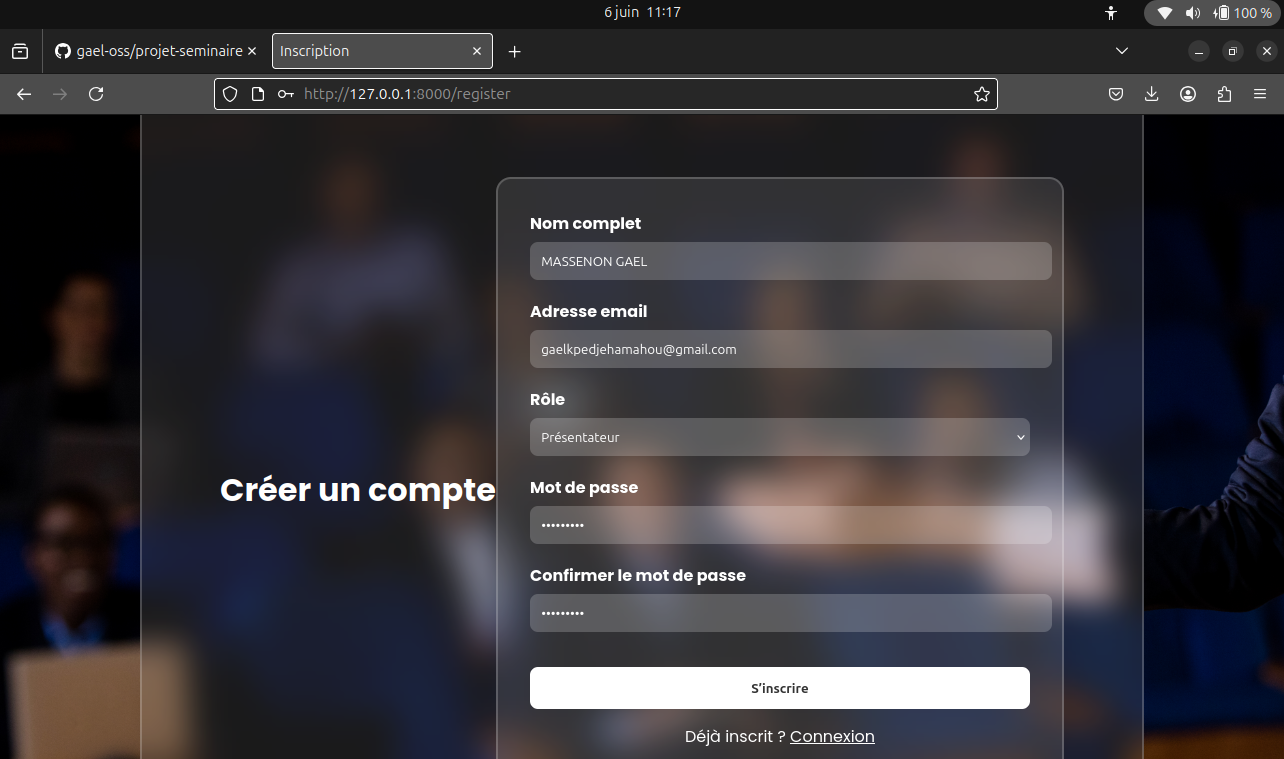 6 juin 11:17
100 %
gael-oss/projet-seminaire
Inscription
http://127.0.0.1:8000/register
Nom complet
MASSENON GAEL
Adresse email
gaelkpedjehamahou@gmail.com
Rôle
Présentateur
Créer un compte
Mot de passe
•••••••••
Confirmer le mot de passe
•••••••••
S'inscrire
Déjà inscrit ? Connexion